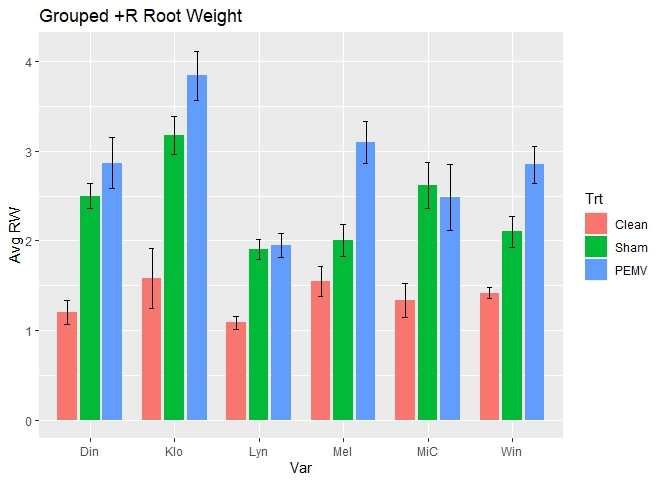 Grouped +R Root Weight
Avg RW
4
3
2
1
0
Din Klo Lyn Mel MiC Win
Var
Trt
Clean
Sham
PEMV